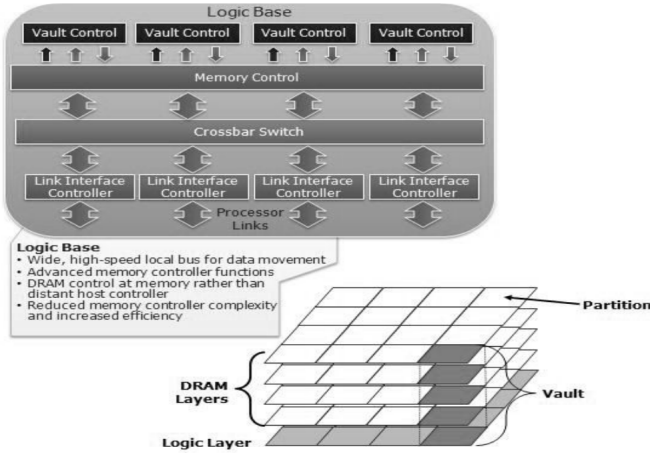 Logic Base
Vault Control Vault Control Vault Control Vault Control
Memory Control
Crossbar Switch
Link Interface Link Interface Link Interface Link Interface
Controller Controller Controller Controller
Processor
Links
Logic Base
• Wide, high-speed local bus for data movement
• Advanced memory controller functions
• DRAM control at memory rather than
distant host controller
• Reduced memory controller complexity
and increased efficiency
Partition
DRAM
Layers
Vault
Logic Layer